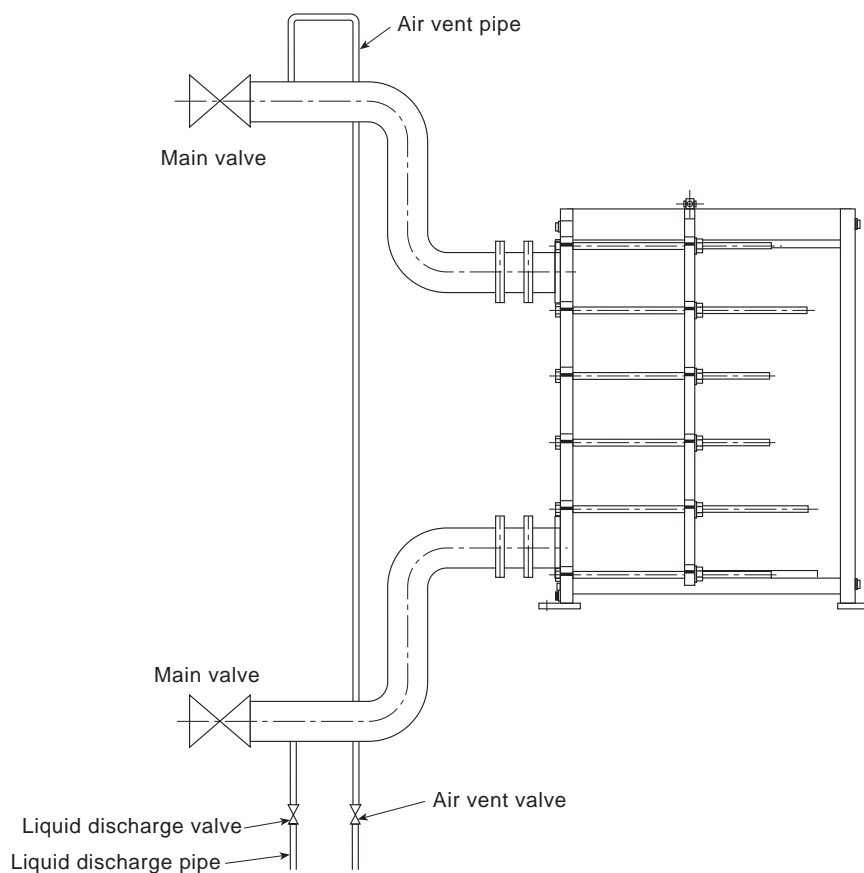 Air vent pipe
Main valve
Main valve
Air vent valve
Liquid discharge valve
Liquid discharge pipe